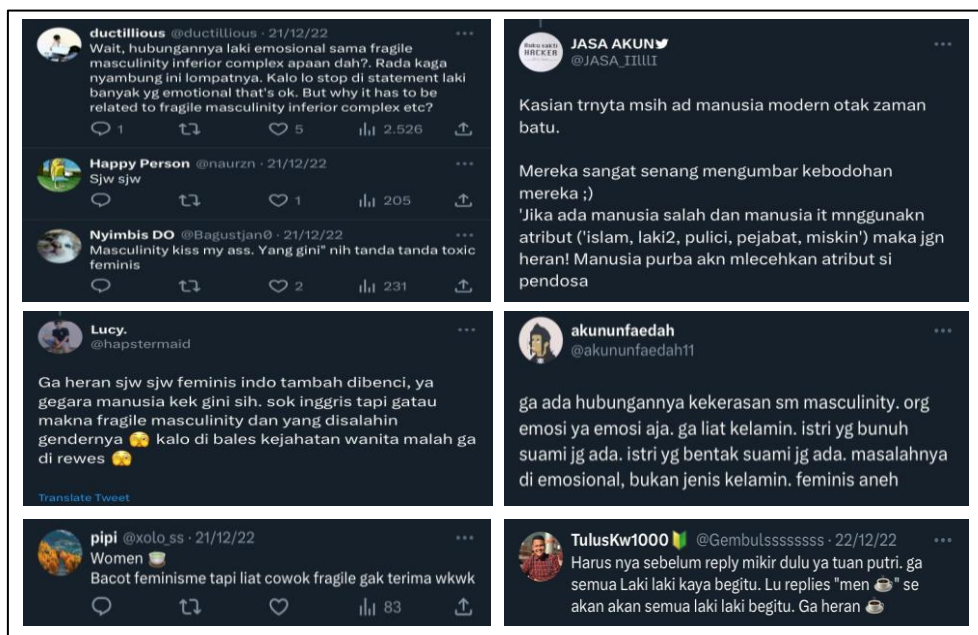 ductillious @ductillious · 21/12/22
Wait, hubungannya laki emosional sama fragile
masculinity inferior complex apaan dah?. Rada kaga
nyambung ini lompatnya. Kalo lo stop di statement laki
banyak yg emotional that's ok. But why it has to be
related to fragile masculinity inferior complex etc?
1 5 2.526
Happy Person @naurzn · 21/12/22
Sjw sjw
1 205
Nyimbis DO @Bagustjan0 · 21/12/22
Masculinity kiss my ass. Yang gini" nih tanda tanda toxic
feminis
2 231
Buku sakti
HACKER
JASA AKUN
@JASA_IIlllI
Kasian trnyta msih ad manusia modern otak zaman
batu.
Mereka sangat senang mengumbar kebodohan
mereka ;)
'Jika ada manusia salah dan manusia it mnggunakn
atribut ('islam, laki2, pulici, pejabat, miskin') maka jgn
heran! Manusia purba akn mlecehkan atribut si
pendosa
Lucy.
@hapstermaid
Ga heran sjw sjw feminis indo tambah dibenci, ya
gegara manusia kek gini sih. sok inggris tapi gatau
makna fragile masculinity dan yang disalahin
gendernya 🫣 kalo di bales kejahatan wanita malah ga
di rewes 🫣
Translate Tweet
akununfaedah
@akununfaedah11
ga ada hubungannya kekerasan sm masculinity. org
emosi ya emosi aja. ga liat kelamin. istri yg bunuh
suami jg ada. istri yg bentak suami jg ada. masalahnya
di emosional, bukan jenis kelamin. feminis aneh
pipi @xolo_ss · 21/12/22
Women 🍵
Bacot feminisme tapi liat cowok fragile gak terima wkwk
83
TulusKw1000 🔰 @Gembulssssssss · 22/12/22
Harus nya sebelum reply mikir dulu ya tuan putri. ga
semua Laki laki kaya begitu. Lu replies "men ☕" se
akan akan semua laki laki begitu. Ga heran ☕